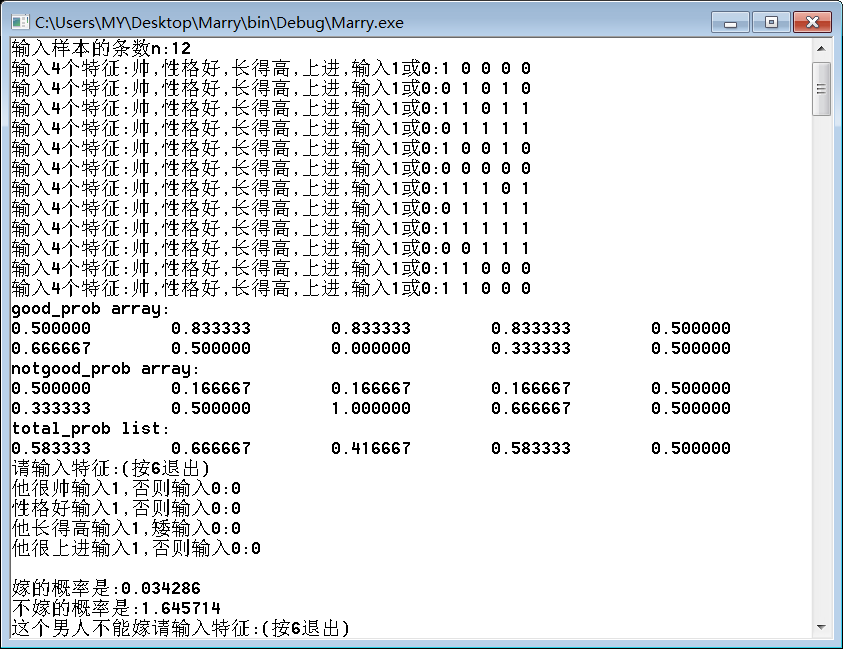 C:\Users\MY\Desktop\Marry\bin\Debug\Marry.exe
输入样本的条数n:12
输入4个特征:帅,性格好,长得高,上进,输入1或0:1 0 0 0 0
输入4个特征:帅,性格好,长得高,上进,输入1或0:0 1 0 1 0
输入4个特征:帅,性格好,长得高,上进,输入1或0:1 1 0 1 1
输入4个特征:帅,性格好,长得高,上进,输入1或0:0 1 1 1 1
输入4个特征:帅,性格好,长得高,上进,输入1或0:1 0 0 1 0
输入4个特征:帅,性格好,长得高,上进,输入1或0:0 0 0 0 0
输入4个特征:帅,性格好,长得高,上进,输入1或0:1 1 1 0 1
输入4个特征:帅,性格好,长得高,上进,输入1或0:0 1 1 1 1
输入4个特征:帅,性格好,长得高,上进,输入1或0:1 1 1 1 1
输入4个特征:帅,性格好,长得高,上进,输入1或0:0 0 1 1 1
输入4个特征:帅,性格好,长得高,上进,输入1或0:1 1 0 0 0
输入4个特征:帅,性格好,长得高,上进,输入1或0:1 1 0 0 0
good_prob array:
0.500000 0.833333 0.833333 0.833333 0.500000
0.666667 0.500000 0.000000 0.333333 0.500000
notgood_prob array:
0.500000 0.166667 0.166667 0.166667 0.500000
0.333333 0.500000 1.000000 0.666667 0.500000
total_prob list:
0.583333 0.666667 0.416667 0.583333 0.500000
请输入特征:(按6退出)
他很帅输入1,否则输入0:0
性格好输入1,否则输入0:0
他长得高输入1,矮输入0:0
他很上进输入1,否则输入0:0
嫁的概率是:0.034286
不嫁的概率是:1.645714
这个男人不能嫁请输入特征:(按6退出)